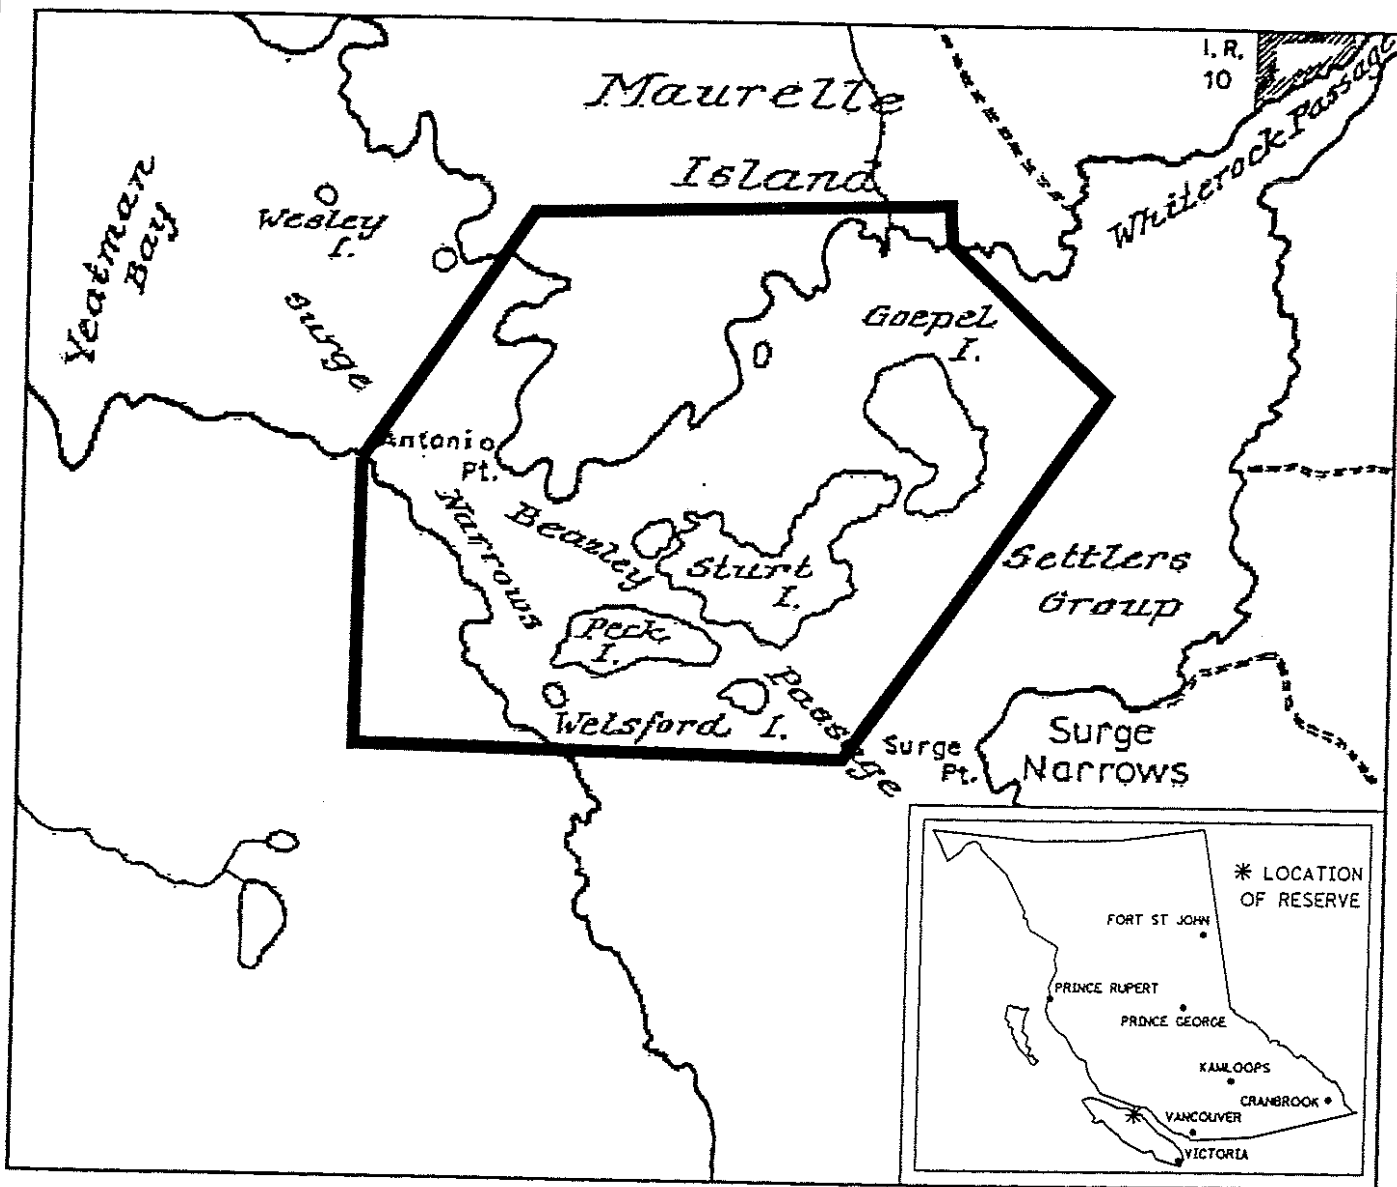 I. R.
10
Maurelle
Island
Whiterock Passage
Yeatman
Bay
Wesley
I.
Surge
Goepel
I.
Antonio
Pt.
Narrows
Beazley
Sturt
I.
Settlers
Group
Peck
I.
Passage
Welsford I.
Surge
Pt.
Surge
Narrows
* LOCATION
OF RESERVE
FORT ST JOHN
PRINCE RUPERT
PRINCE GEORGE
KAMLOOPS
CRANBROOK
VANCOUVER
VICTORIA